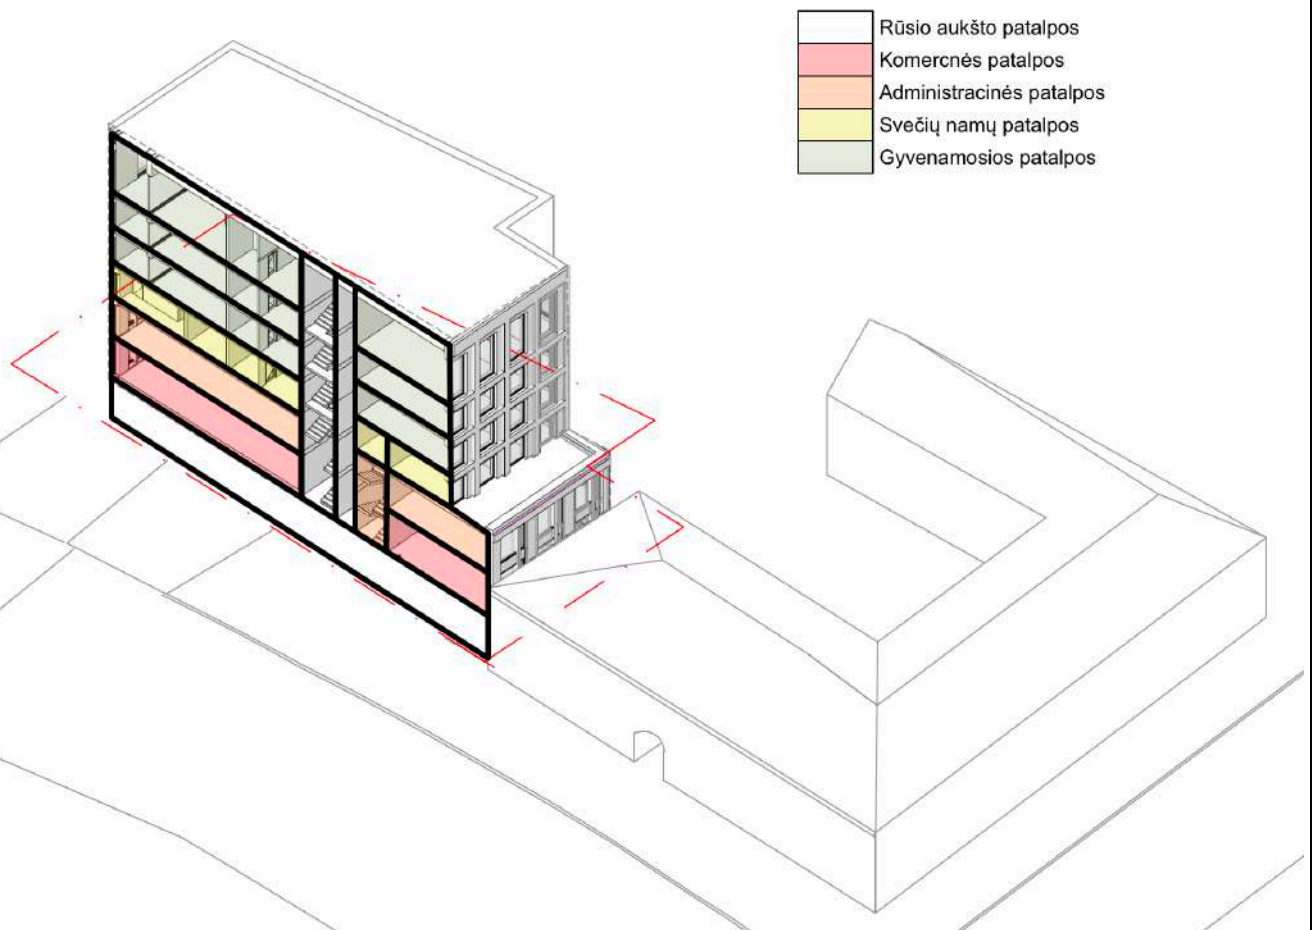 Rūsio aukšto patalpos
Komercnės patalpos
Administracinės patalpos
Svečių namų patalpos
Gyvenamosios patalpos